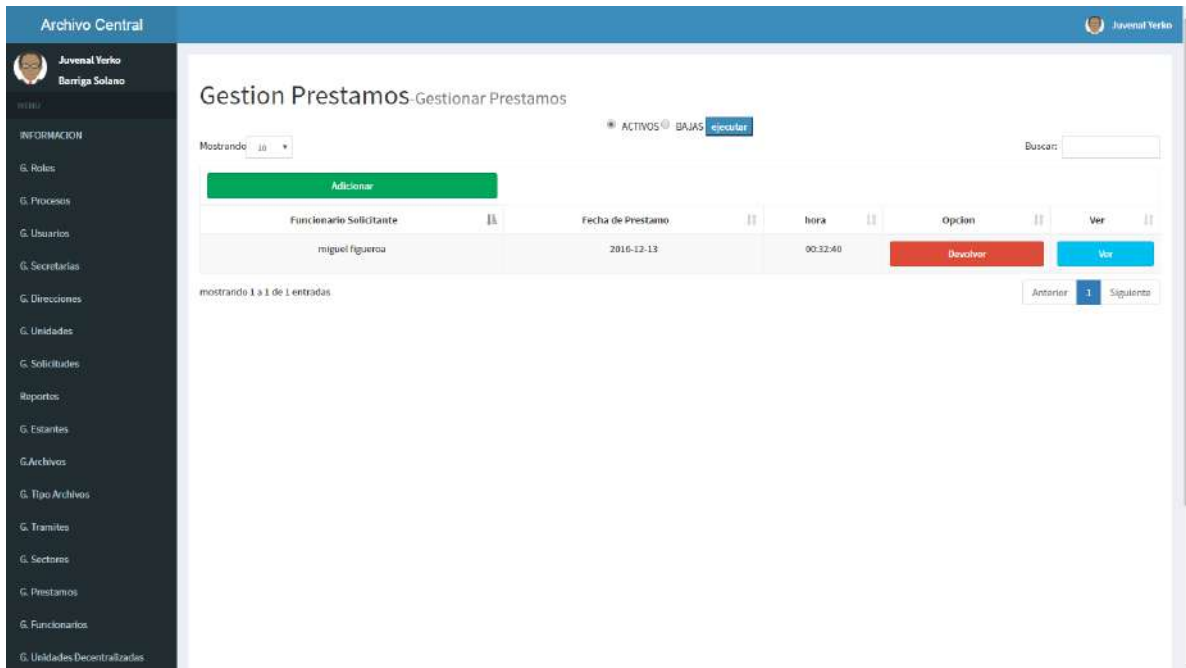 Archivo Central
Juvenal Yerko
Juvenal Yerko
Barriga Solano
MENU
INFORMACION
G. Roles
G. Procesos
G. Usuarios
G. Secretarias
G. Direcciones
G. Unidades
G. Solicitudes
Reportes
G. Estantes
G.Archivos
G. Tipo Archivos
G. Tramites
G. Sectores
G. Prestamos
G. Funcionarios
G. Unidades Decentralizadas
Gestion Prestamos-Gestionar Prestamos
ACTIVOS BAJAS ejecutar
Mostrando 10 Buscar:
Adicionar
Funcionario Solicitante Fecha de Prestamo hora Opcion Ver
miguel figueroa 2016-12-13 00:32:40 Devolver Ver
mostrando 1 a 1 de 1 entradas Anterior 1 Siguiente